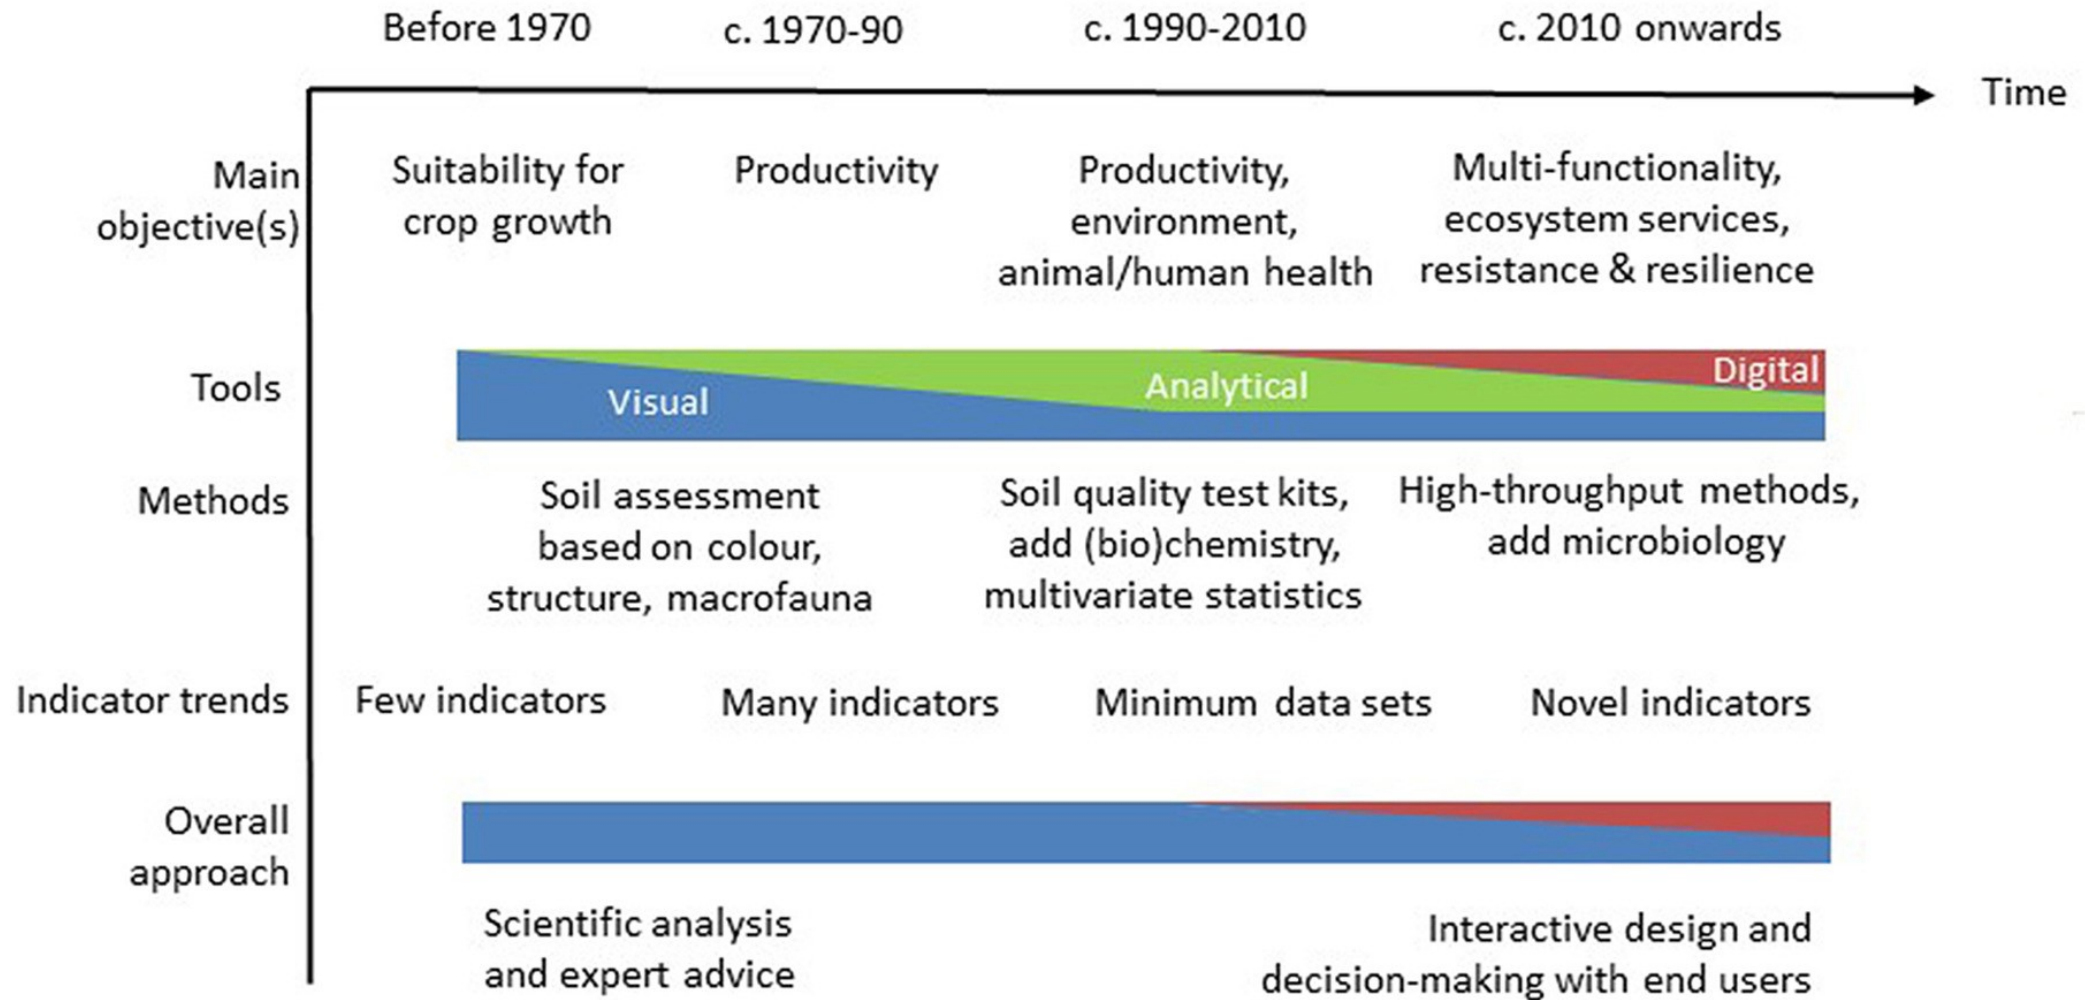 Before 1970
c. 1970-90
c. 1990-2010
c. 2010 onwards
Time
Main
objective(s)
Suitability for
crop growth
Productivity
Productivity,
environment,
animal/human health
Multi-functionality,
ecosystem services,
resistance & resilience
Tools
Visual
Analytical
Digital
Methods
Soil assessment
based on colour,
structure, macrofauna
Soil quality test kits,
add (bio)chemistry,
multivariate statistics
High-throughput methods,
add microbiology
Indicator trends
Few indicators
Many indicators
Minimum data sets
Novel indicators
Overall
approach
Scientific analysis
and expert advice
Interactive design and
decision-making with end users